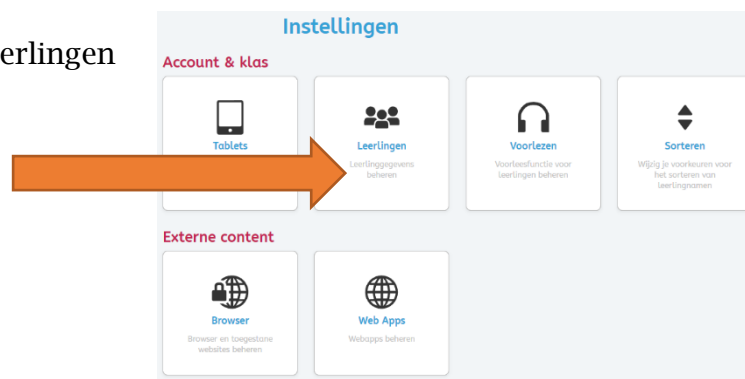 Instellingen
erlingen
Account & klas
Tablets
Leerlingen
Leerlinggegevens
beheren
Voorlezen
Voorleesfunctie voor
leerlingen beheren
Sorteren
Wijzig je voorkeuren voor
het sorteren van
leerlingnamen
Externe content
Browser
Browser en toegestane
websites beheren
Web Apps
Webapps beheren